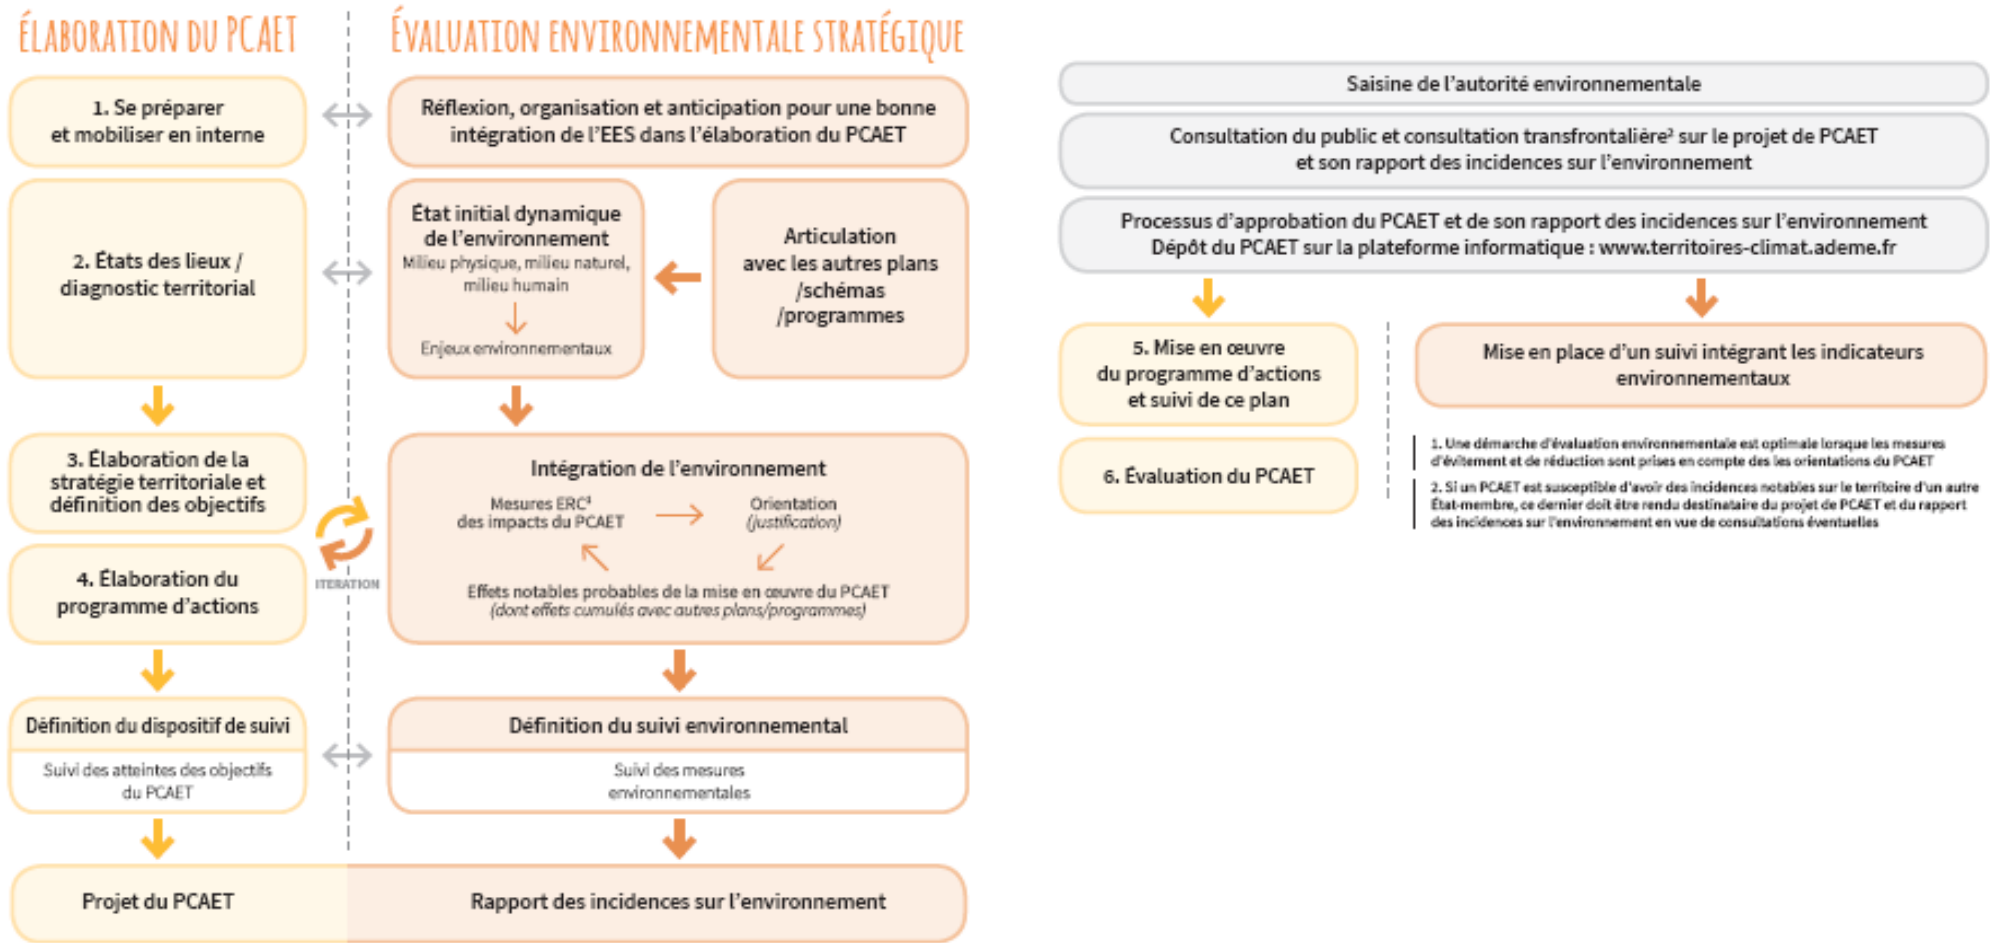 ÉLABORATION DU PCAET
ÉVALUATION ENVIRONNEMENTALE STRATÉGIQUE
1. Se préparer
et mobiliser en interne
Réflexion, organisation et anticipation pour une bonne
intégration de l'EES dans l'élaboration du PCAET
2. États des lieux /
diagnostic territorial
État initial dynamique
de l'environnement
Milieu physique, milieu naturel,
milieu humain
Enjeux environnementaux
Articulation
avec les autres plans
/schémas
/programmes
3. Élaboration de la
stratégie territoriale et
définition des objectifs
4. Élaboration du
programme d'actions
ITERATION
Intégration de l'environnement
Mesures ERC¹
des impacts du PCAET
Orientation
(justification)
Effets notables probables de la mise en œuvre du PCAET
(dont effets cumulés avec autres plans/programmes)
Définition du dispositif de suivi
Suivi des atteintes des objectifs
du PCAET
Définition du suivi environnemental
Suivi des mesures
environnementales
Projet du PCAET
Rapport des incidences sur l'environnement
Saisine de l'autorité environnementale
Consultation du public et consultation transfrontalière² sur le projet de PCAET
et son rapport des incidences sur l'environnement
Processus d'approbation du PCAET et de son rapport des incidences sur l'environnement
Dépôt du PCAET sur la plateforme informatique : www.territoires-climat.ademe.fr
5. Mise en œuvre
du programme d'actions
et suivi de ce plan
6. Évaluation du PCAET
Mise en place d'un suivi intégrant les indicateurs
environnementaux
1. Une démarche d'évaluation environnementale est optimale lorsque les mesures
d'évitement et de réduction sont prises en compte des les orientations du PCAET
2. Si un PCAET est susceptible d'avoir des incidences notables sur le territoire d'un autre
État-membre, ce dernier doit être rendu destinataire du projet de PCAET et du rapport
des incidences sur l'environnement en vue de consultations éventuelles